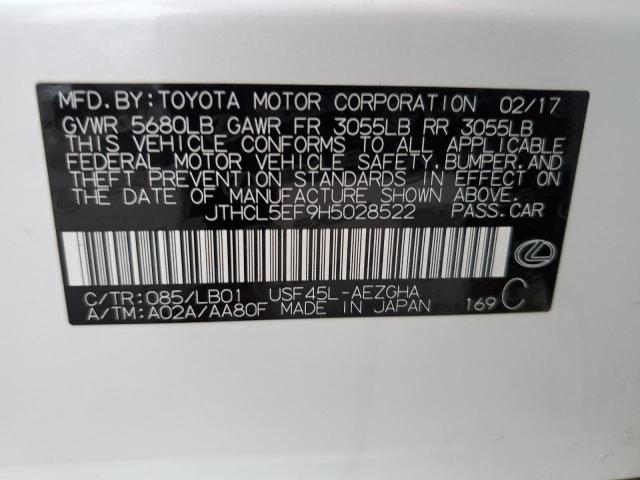 MFD.BY:TOYOTA MOTOR CORPORATION 02/17
GVWR 5680LB GAWR FR 3055LB RR 3055LB
THIS VEHICLE CONFORMS TO ALL APPLICABLE
FEDERAL MOTOR VEHICLE SAFETY,BUMPER,AND
THEFT PREVENTION STANDARDS IN EFFECT ON
THE DATE OF MANUFACTURE SHOWN ABOVE.
JTHCL5EF9H5028522 PASS.CAR
C/TR:085/LB01 USF45L-AEZGHA
A/TM:A02A/AA80F MADE IN JAPAN 169 C